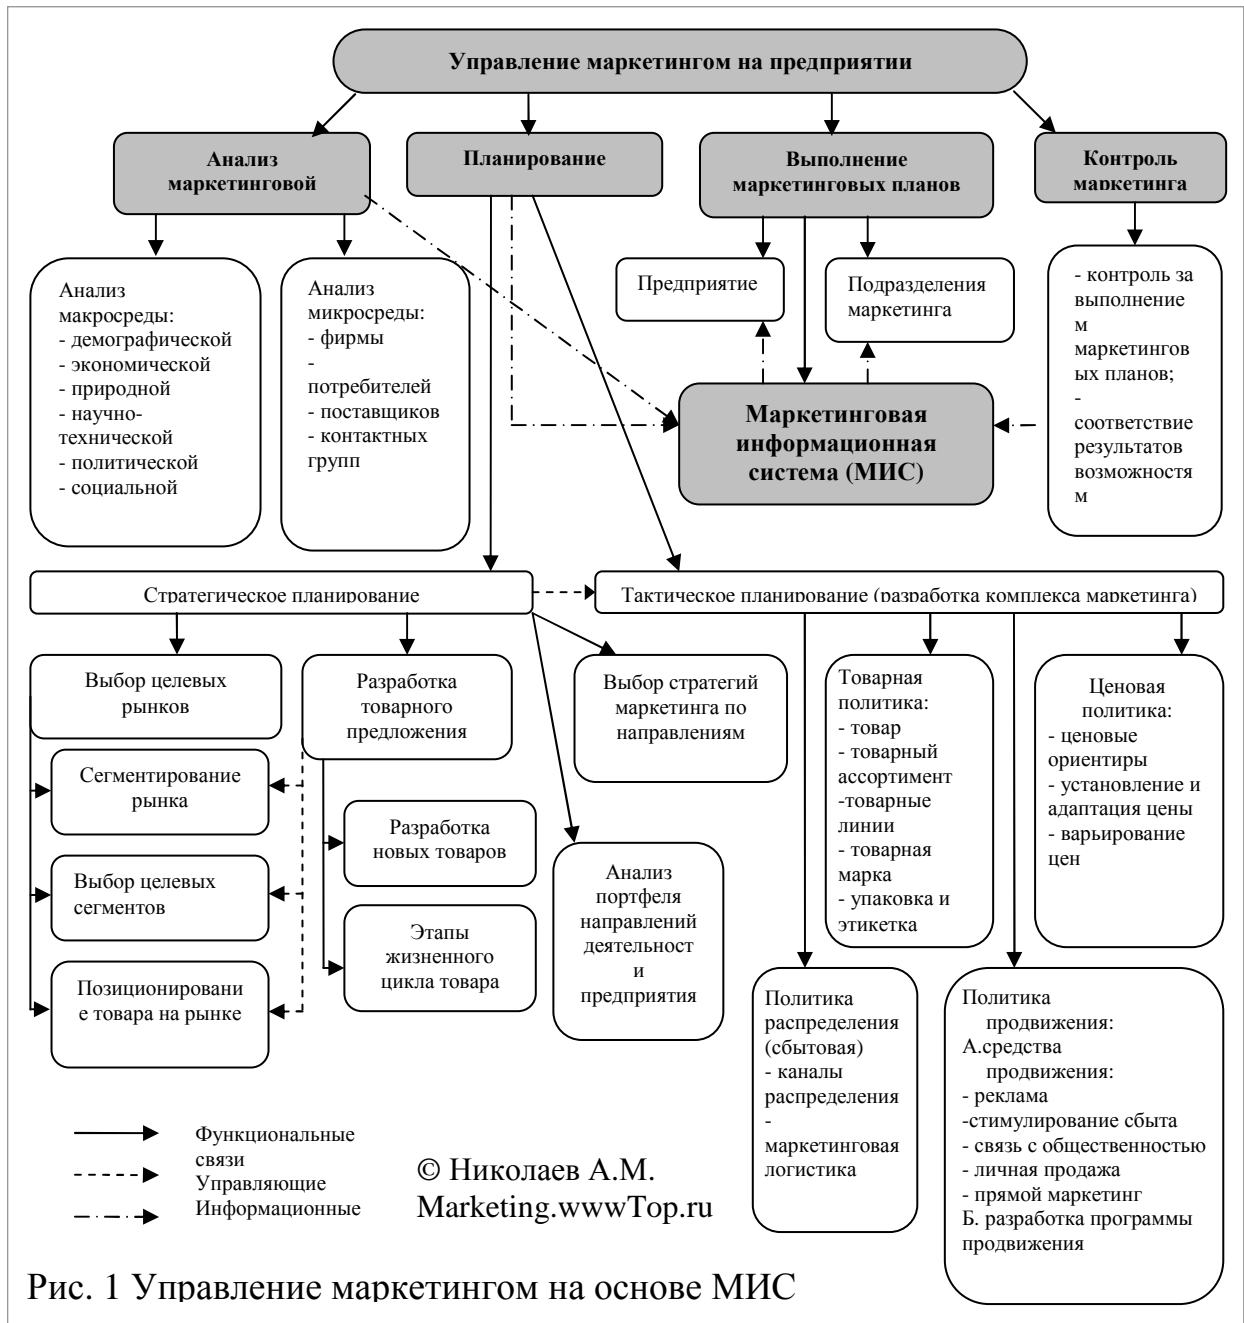 Управление маркетингом на предприятии
Анализ
маркетинговой
Планирование
Выполнение
маркетинговых планов
Контроль
маркетинга
Анализ
макросреды:
- демографической
- экономической
- природной
- научно-
технической
- политической
- социальной
Анализ
микросреды:
- фирмы
-
потребителей
- поставщиков
- контактных
групп
Предприятие
Подразделения
маркетинга
- контроль за
выполнение
м
маркетингов
ых планов;
-
соответствие
результатов
возможностя
м
Маркетинговая
информационная
система (МИС)
Стратегическое планирование
Тактическое планирование (разработка комплекса маркетинга)
Выбор целевых
рынков
Разработка
товарного
предложения
Выбор стратегий
маркетинга по
направлениям
Товарная
политика:
- товар
- товарный
ассортимент
-товарные
линии
- товарная
марка
- упаковка и
этикетка
Ценовая
политика:
- ценовые
ориентиры
- установление и
адаптация цены
- варьирование
цен
Сегментирование
рынка
Разработка
новых товаров
Выбор целевых
сегментов
Анализ
портфеля
направлений
деятельност
и
предприятия
Этапы
жизненного
цикла товара
Позиционировани
е товара на рынке
Политика
распределения
(сбытовая)
- каналы
распределения
-
маркетинговая
логистика
Политика
продвижения:
А.средства
продвижения:
- реклама
-стимулирование сбыта
- связь с общественностью
- личная продажа
- прямой маркетинг
Б. разработка программы
продвижения
Функциональные
связи
Управляющие
Информационные
© Николаев А.М.
Marketing.wwwTop.ru
Рис. 1 Управление маркетингом на основе МИС